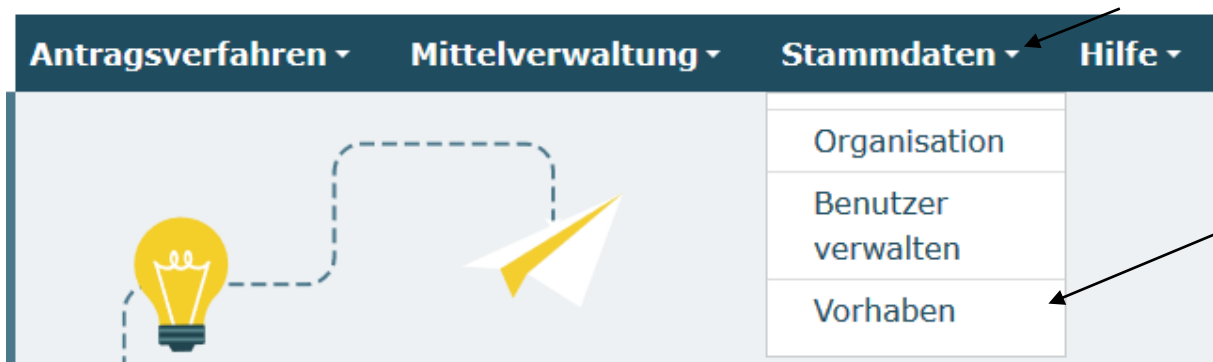 Antragsverfahren Mittelverwaltung Stammdaten Hilfe
Organisation
Benutzer
verwalten
Vorhaben